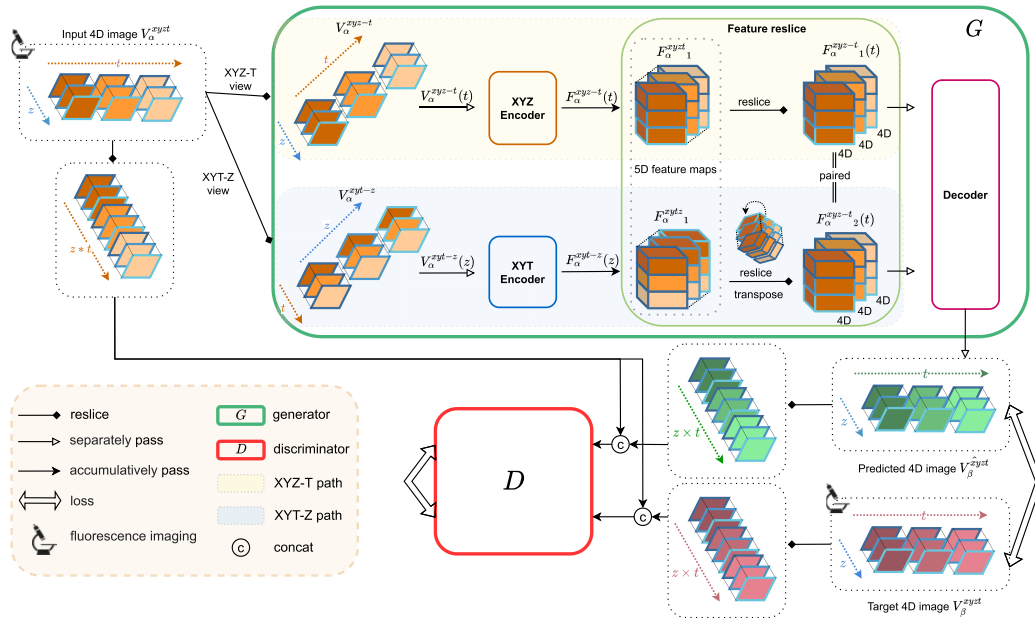 Input 4D image $V_{\alpha}^{xyzt}$
t
z
XYZ-T
view
XYT-Z
view
z * t
$V_{\alpha}^{xyz-t}$
t
z
$V_{\alpha}^{xyz-t}(t)$
XYZ
Encoder
$F_{\alpha}^{xyz-t}(t)$
Feature reslice
G
$F_{\alpha}^{xyzt}{}_1$
reslice
$F_{\alpha}^{xyz-t}{}_1(t)$
4D
4D
4D
5D feature maps
paired
Decoder
$V_{\alpha}^{xyt-z}$
z
t
$V_{\alpha}^{xyt-z}(z)$
XYT
Encoder
$F_{\alpha}^{xyt-z}(z)$
$F_{\alpha}^{xytz}{}_1$
reslice
transpose
$F_{\alpha}^{xyz-t}{}_2(t)$
4D
4D
4D
reslice
separately pass
accumulatively pass
loss
fluorescence imaging
G generator
D discriminator
XYZ-T path
XYT-Z path
c concat
D
c
c
z × t
z × t
t
z
Predicted 4D image $\hat{V_{\beta}^{xyzt}}$
t
z
Target 4D image $V_{\beta}^{xyzt}$